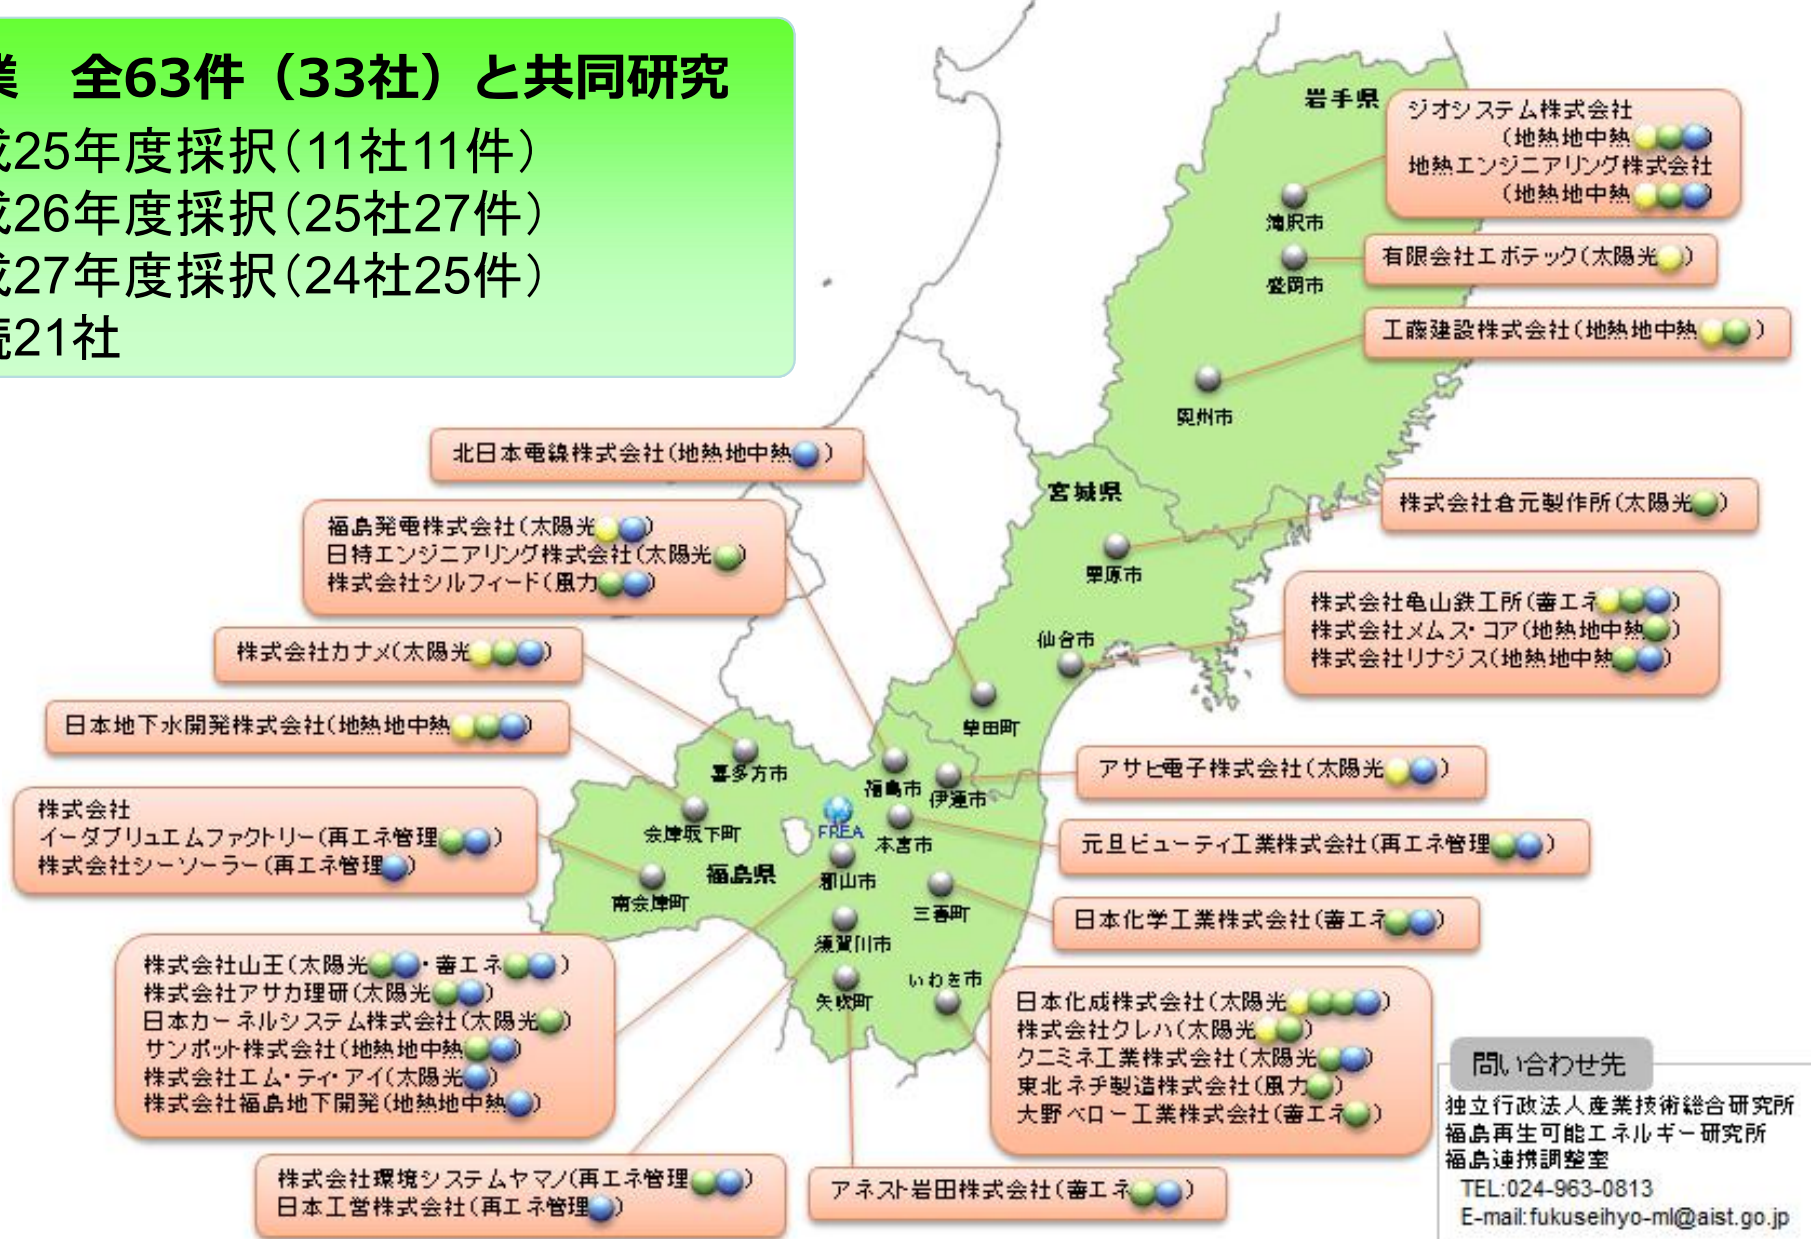 業　全63件（33社）と共同研究
成25年度採択（11社11件）
成26年度採択（25社27件）
成27年度採択（24社25件）
続21社
岩手県
ジオシステム株式会社
（地熱地中熱）
地熱エンジニアリング株式会社
（地熱地中熱）
滝沢市
有限会社エボテック（太陽光）
盛岡市
工藤建設株式会社（地熱地中熱）
奥州市
北日本電線株式会社（地熱地中熱）
宮城県
株式会社倉元製作所（太陽光）
福島発電株式会社（太陽光）
日特エンジニアリング株式会社（太陽光）
株式会社シルフィード（風力）
栗原市
株式会社亀山鉄工所（蓄エネ）
株式会社メムス・コア（地熱地中熱）
株式会社リナジス（地熱地中熱）
仙台市
株式会社カナメ（太陽光）
日本地下水開発株式会社（地熱地中熱）
柴田町
喜多方市
福島市
伊達市
アサヒ電子株式会社（太陽光）
株式会社
イーダブリュエムファクトリー（再エネ管理）
株式会社シーソーラー（再エネ管理）
会津坂下町
FREA
本宮市
元旦ビューティ工業株式会社（再エネ管理）
福島県
郡山市
南会津町
三春町
日本化学工業株式会社（蓄エネ）
須賀川市
株式会社山王（太陽光・蓄エネ）
株式会社アサカ理研（太陽光）
日本カーネルシステム株式会社（太陽光）
サンポット株式会社（地熱地中熱）
株式会社エム・ティ・アイ（太陽光）
株式会社福島地下開発（地熱地中熱）
矢吹町
いわき市
日本化成株式会社（太陽光）
株式会社クレハ（太陽光）
クニミネ工業株式会社（太陽光）
東北ネヂ製造株式会社（風力）
大野ベロー工業株式会社（蓄エネ）
株式会社環境システムヤマノ（再エネ管理）
日本工営株式会社（再エネ管理）
アネスト岩田株式会社（蓄エネ）
問い合わせ先
独立行政法人産業技術総合研究所
福島再生可能エネルギー研究所
福島連携調整室
TEL:024-963-0813
E-mail:fukuseihyo-ml@aist.go.jp